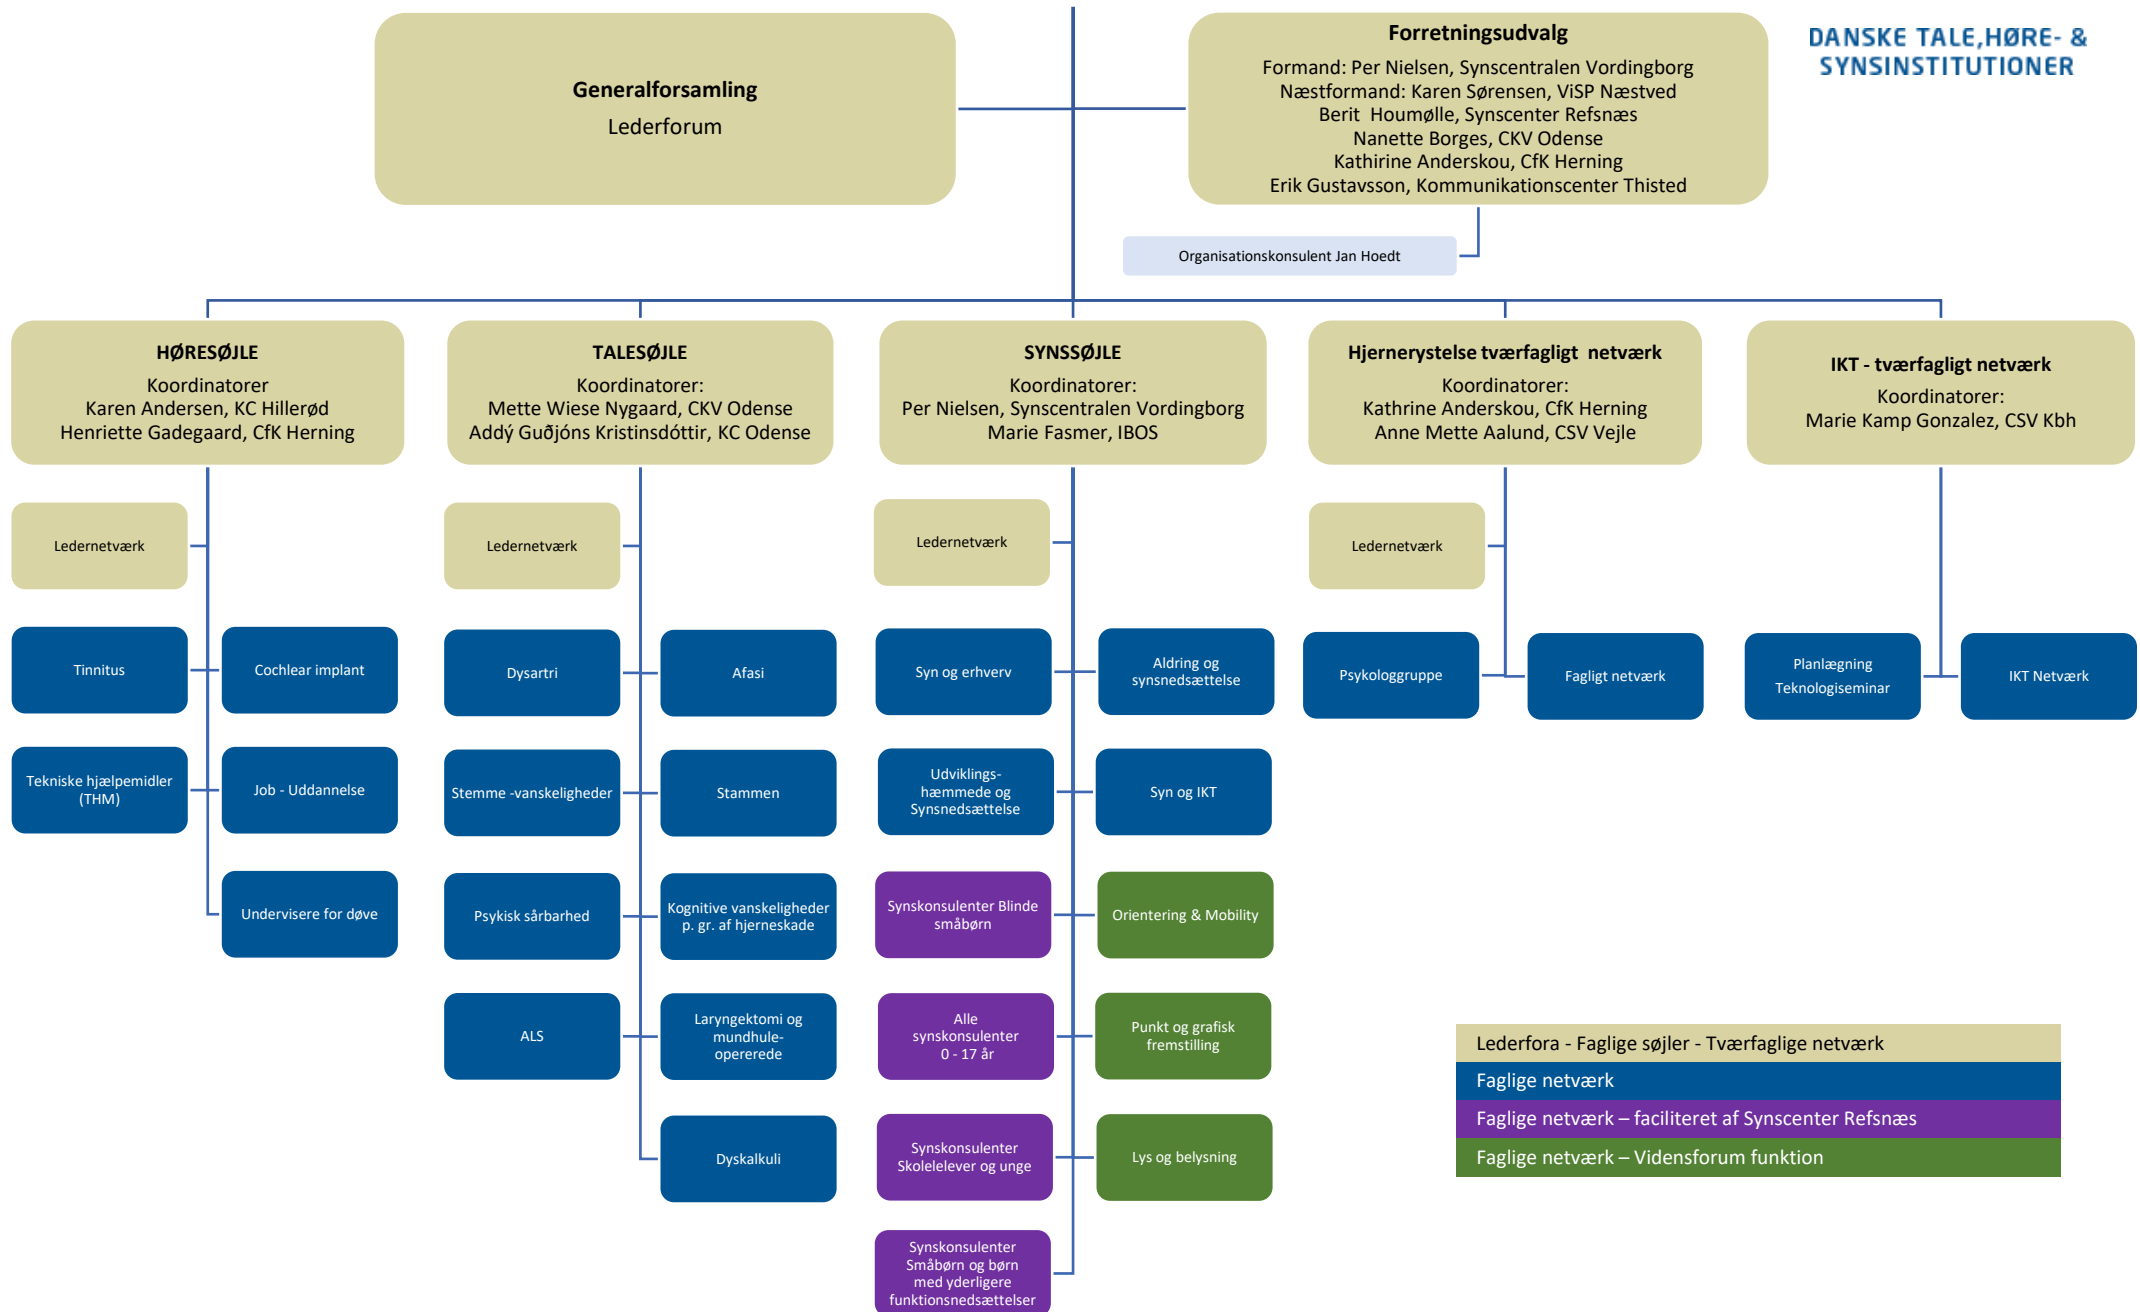 Generalforsamling
Lederforum
Forretningsudvalg
Formand: Per Nielsen, Synscentralen Vordingborg
Næstformand: Karen Sørensen, ViSP Næstved
Berit  Houmølle, Synscenter Refsnæs
Nanette Borges, CKV Odense
Kathirine Anderskou, CfK Herning
Erik Gustavsson, Kommunikationscenter Thisted
DANSKE TALE,HØRE- &
SYNSINSTITUTIONER
Organisationskonsulent Jan Hoedt
HØRESØJLE
Koordinatorer
Karen Andersen, KC Hillerød
Henriette Gadegaard, CfK Herning
TALESØJLE
Koordinatorer:
Mette Wiese Nygaard, CKV Odense
Addý Guðjóns Kristinsdóttir, KC Odense
SYNSSØJLE
Koordinatorer:
Per Nielsen, Synscentralen Vordingborg
Marie Fasmer, IBOS
Hjernerystelse tværfagligt  netværk
Koordinatorer:
Kathrine Anderskou, CfK Herning
Anne Mette Aalund, CSV Vejle
IKT - tværfagligt netværk
Koordinatorer:
Marie Kamp Gonzalez, CSV Kbh
Ledernetværk
Ledernetværk
Ledernetværk
Ledernetværk
Tinnitus
Cochlear implant
Dysartri
Afasi
Syn og erhverv
Aldring og
synsnedsættelse
Psykologgruppe
Fagligt netværk
Planlægning
Teknologiseminar
IKT Netværk
Tekniske hjælpemidler
(THM)
Job - Uddannelse
Stemme -vanskeligheder
Stammen
Udviklings-
hæmmede og
Synsnedsættelse
Syn og IKT
Undervisere for døve
Psykisk sårbarhed
Kognitive vanskeligheder
p. gr. af hjerneskade
Synskonsulenter Blinde
småbørn
Orientering & Mobility
ALS
Laryngektomi og
mundhule-
opererede
Alle
synskonsulenter
0 - 17 år
Punkt og grafisk
fremstilling
Dyskalkuli
Synskonsulenter
Skolelelever og unge
Lys og belysning
Synskonsulenter
Småbørn og børn
med yderligere
funktionsnedsættelser
Lederfora - Faglige søjler - Tværfaglige netværk
Faglige netværk
Faglige netværk – faciliteret af Synscenter Refsnæs
Faglige netværk – Vidensforum funktion